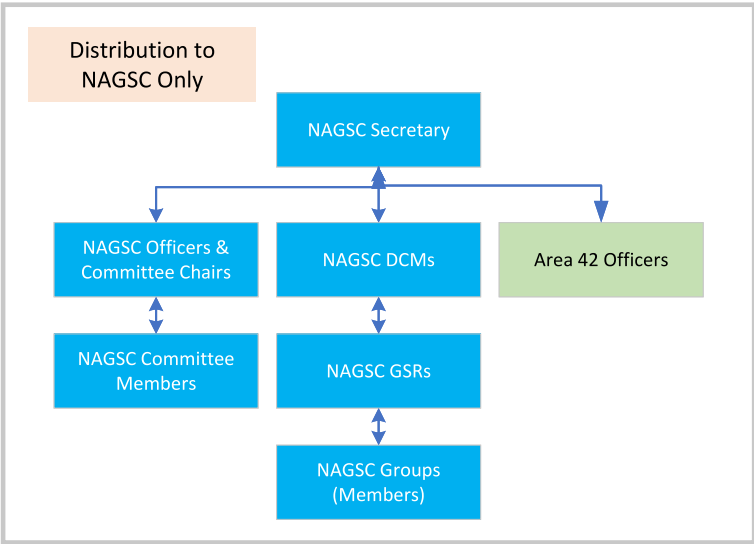 Distribution to
NAGSC Only
NAGSC Secretary
NAGSC Officers &
Committee Chairs
NAGSC DCMs
Area 42 Officers
NAGSC Committee
Members
NAGSC GSRs
NAGSC Groups
(Members)